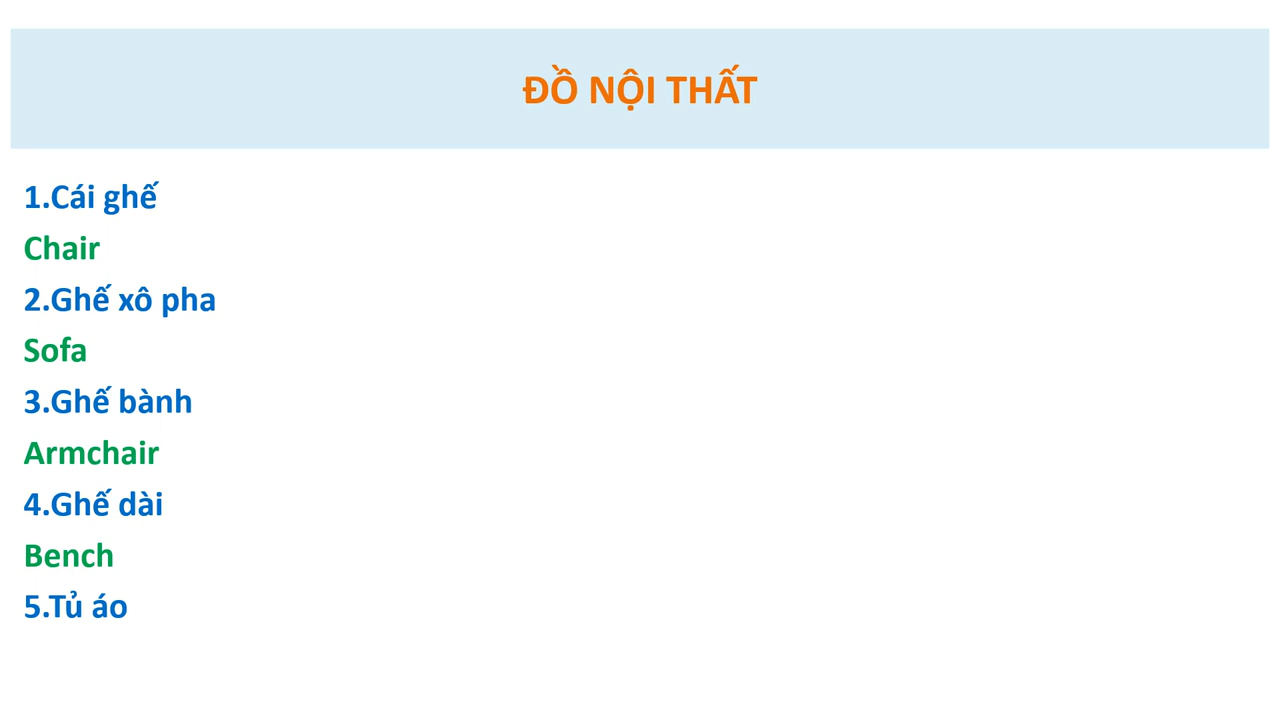 ĐỒ NỘI THẤT
1.Cái ghế
Chair
2.Ghế xô pha
Sofa
3.Ghế bành
Armchair
4.Ghế dài
Bench
5.Tủ áo